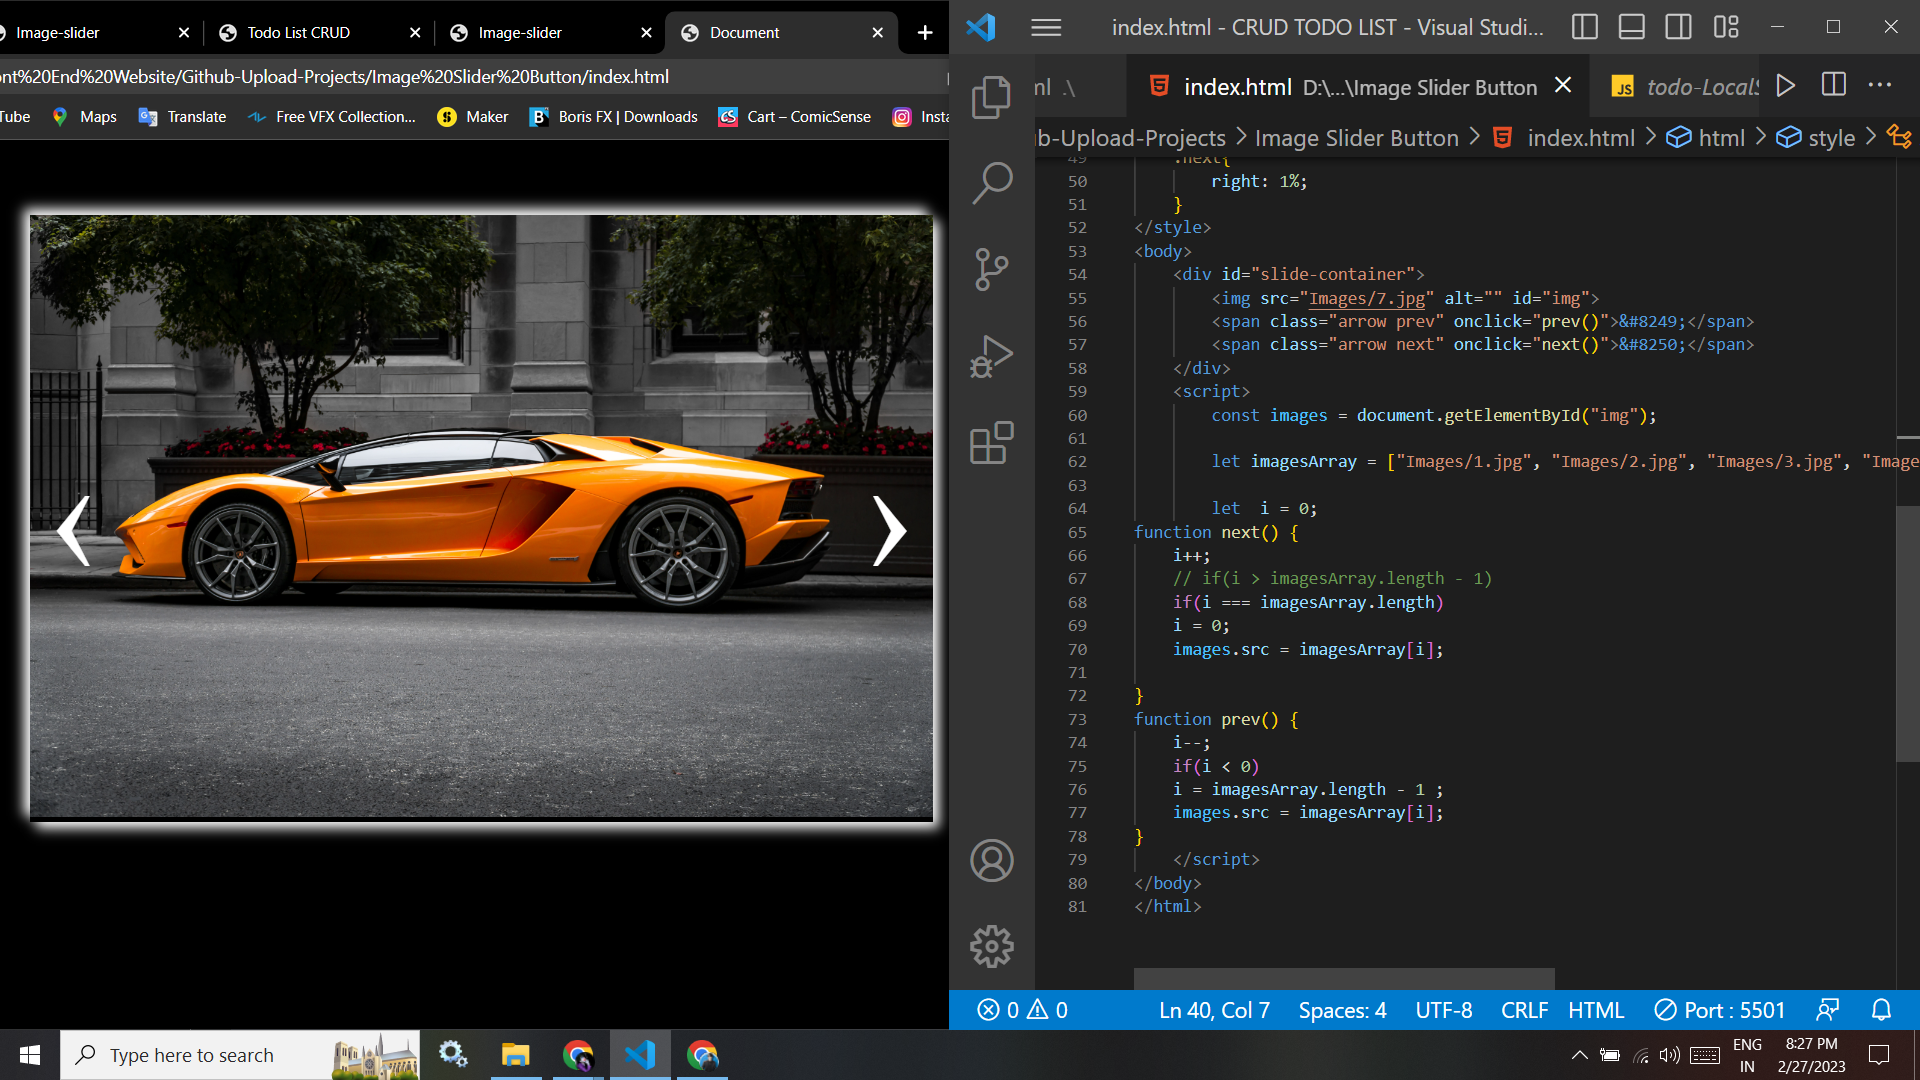 Image-slider
Todo List CRUD
Image-slider
Document
ont%20End%20Website/Github-Upload-Projects/Image%20Slider%20Button/index.html
Tube Maps Translate Free VFX Collection... Maker Boris FX | Downloads Cart – ComicSense Insta
index.html - CRUD TODO LIST - Visual Studi...
ml .\ index.html D:\...\Image Slider Button todo-LocalS
ub-Upload-Projects > Image Slider Button > index.html > html > style >
49 .next{
50 right: 1%;
51 }
52 </style>
53 <body>
54 <div id="slide-container">
55 <img src="Images/7.jpg" alt="" id="img">
56 <span class="arrow prev" onclick="prev()">&#8249;</span>
57 <span class="arrow next" onclick="next()">&#8250;</span>
58 </div>
59 <script>
60 const images = document.getElementById("img");
61
62 let imagesArray = ["Images/1.jpg", "Images/2.jpg", "Images/3.jpg", "Image
63
64 let  i = 0;
65 function next() {
66 i++;
67 // if(i > imagesArray.length - 1)
68 if(i === imagesArray.length)
69 i = 0;
70 images.src = imagesArray[i];
71
72 }
73 function prev() {
74 i--;
75 if(i < 0)
76 i = imagesArray.length - 1 ;
77 images.src = imagesArray[i];
78 }
79 </script>
80 </body>
81 </html>
0 0 Ln 40, Col 7 Spaces: 4 UTF-8 CRLF HTML Port : 5501
Type here to search
ENG
IN
8:27 PM
2/27/2023